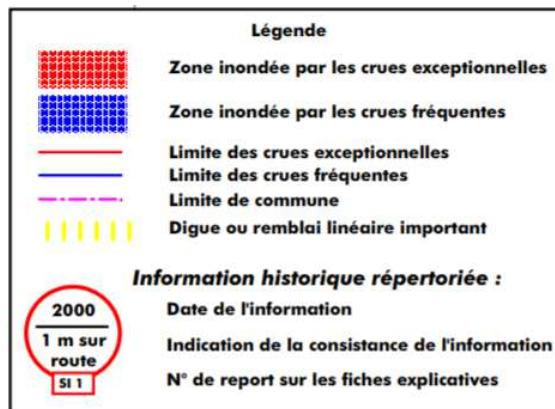 Légende
Zone inondée par les crues exceptionnelles
Zone inondée par les crues fréquentes
Limite des crues exceptionnelles
Limite des crues fréquentes
Limite de commune
Digue ou remblai linéaire important
Information historique répertoriée :
2000
Date de l'information
1 m sur
route
Indication de la consistance de l'information
SI 1
N° de report sur les fiches explicatives